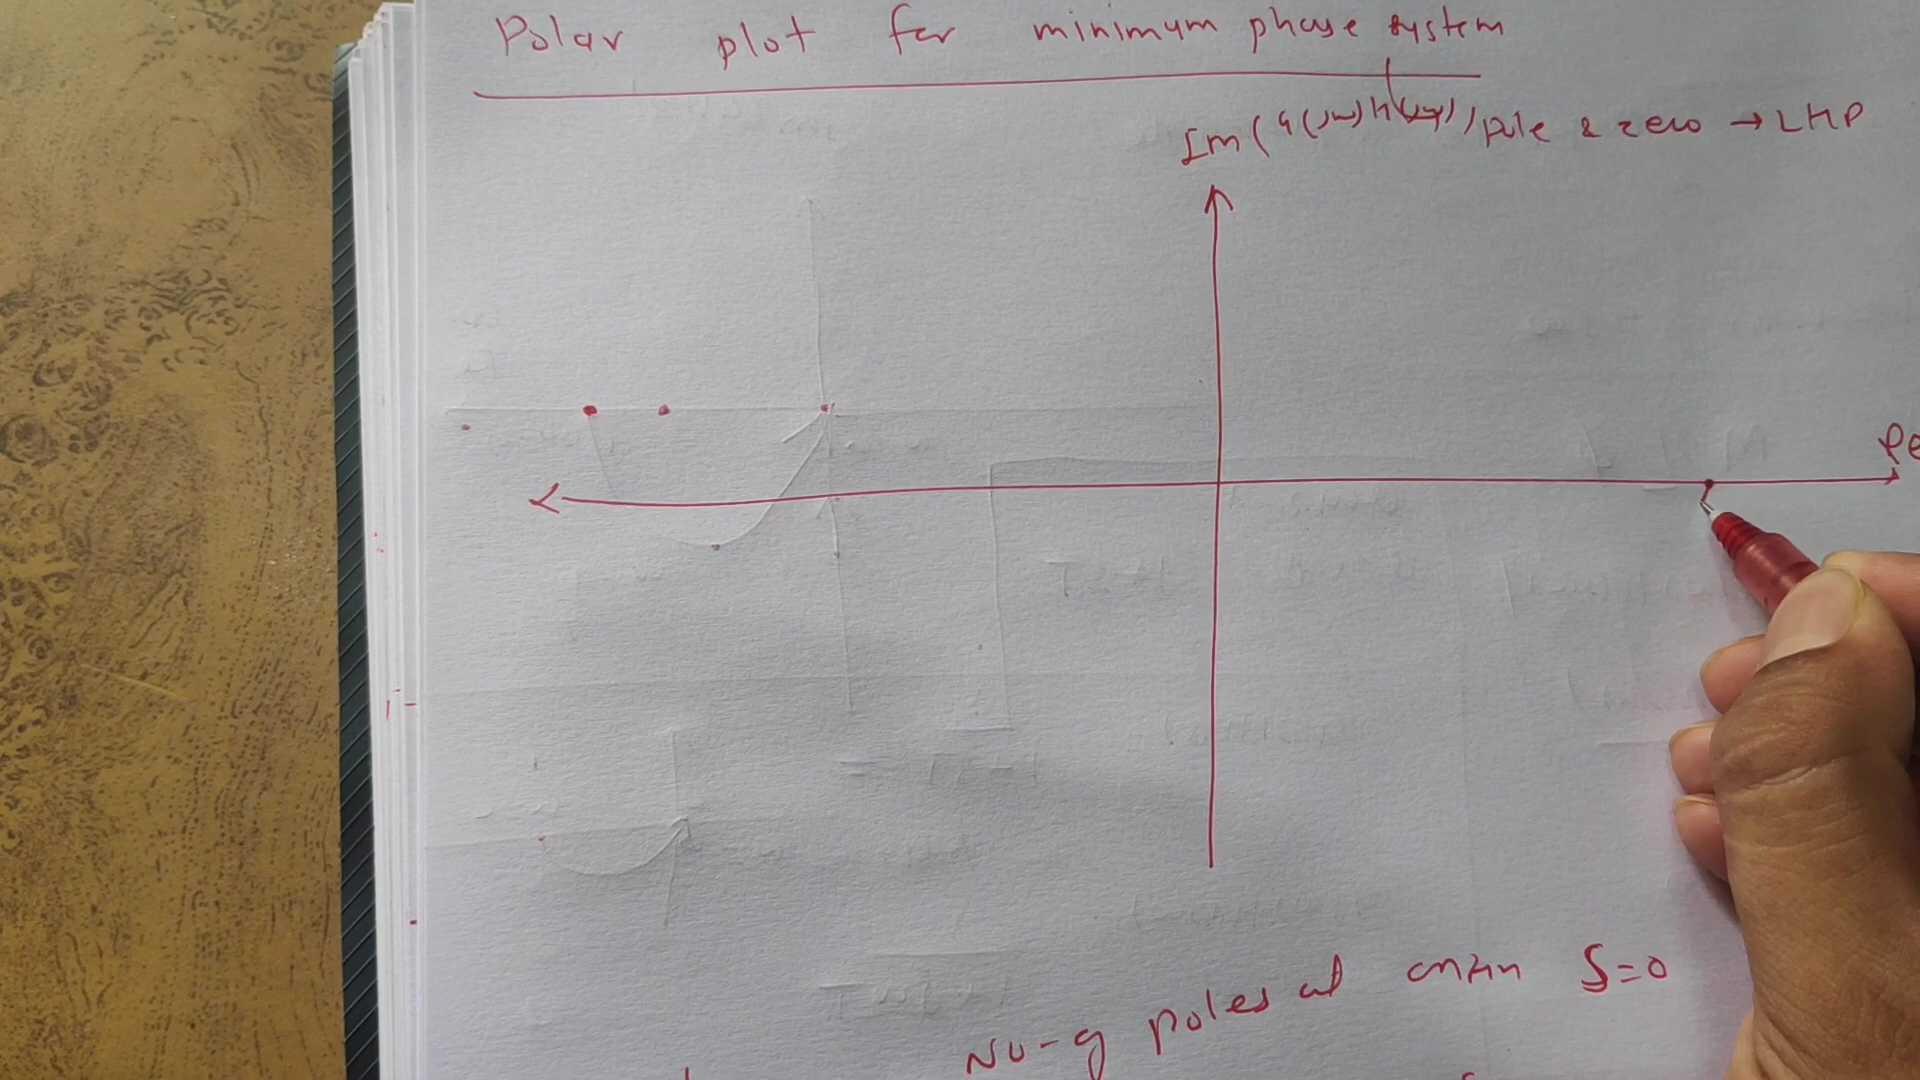 Polar plot for minimum phase system
Im(G(jw)H(jw)) pole & zero → LHP
Re
No-of poles at origin S=0